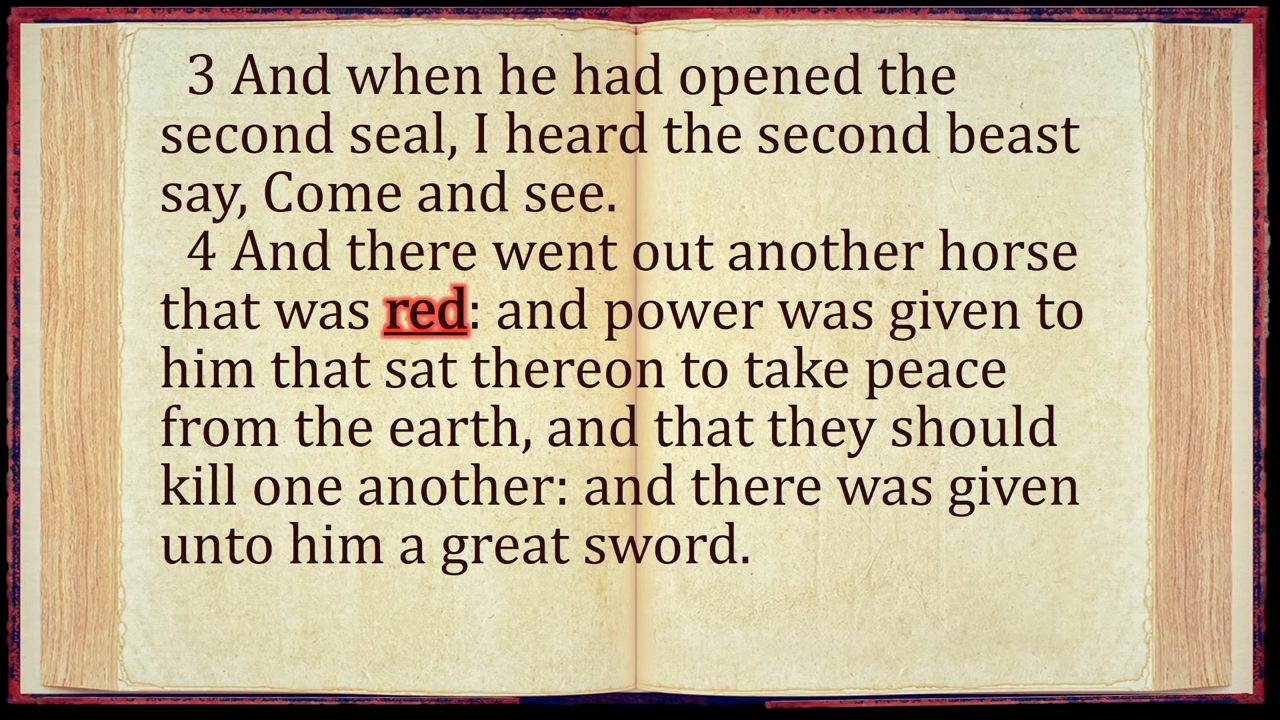 3 And when he had opened the
second seal, I heard the second beast
say, Come and see.
4 And there went out another horse
that was red: and power was given to
him that sat thereon to take peace
from the earth, and that they should
kill one another: and there was given
unto him a great sword.